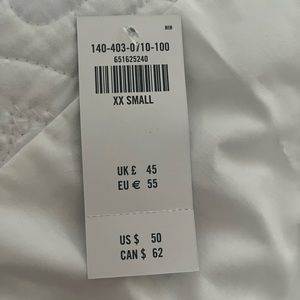 140-403-0710-100
651625240
XX SMALL
UK £ 45
EU € 55
US $ 50
CAN $ 62